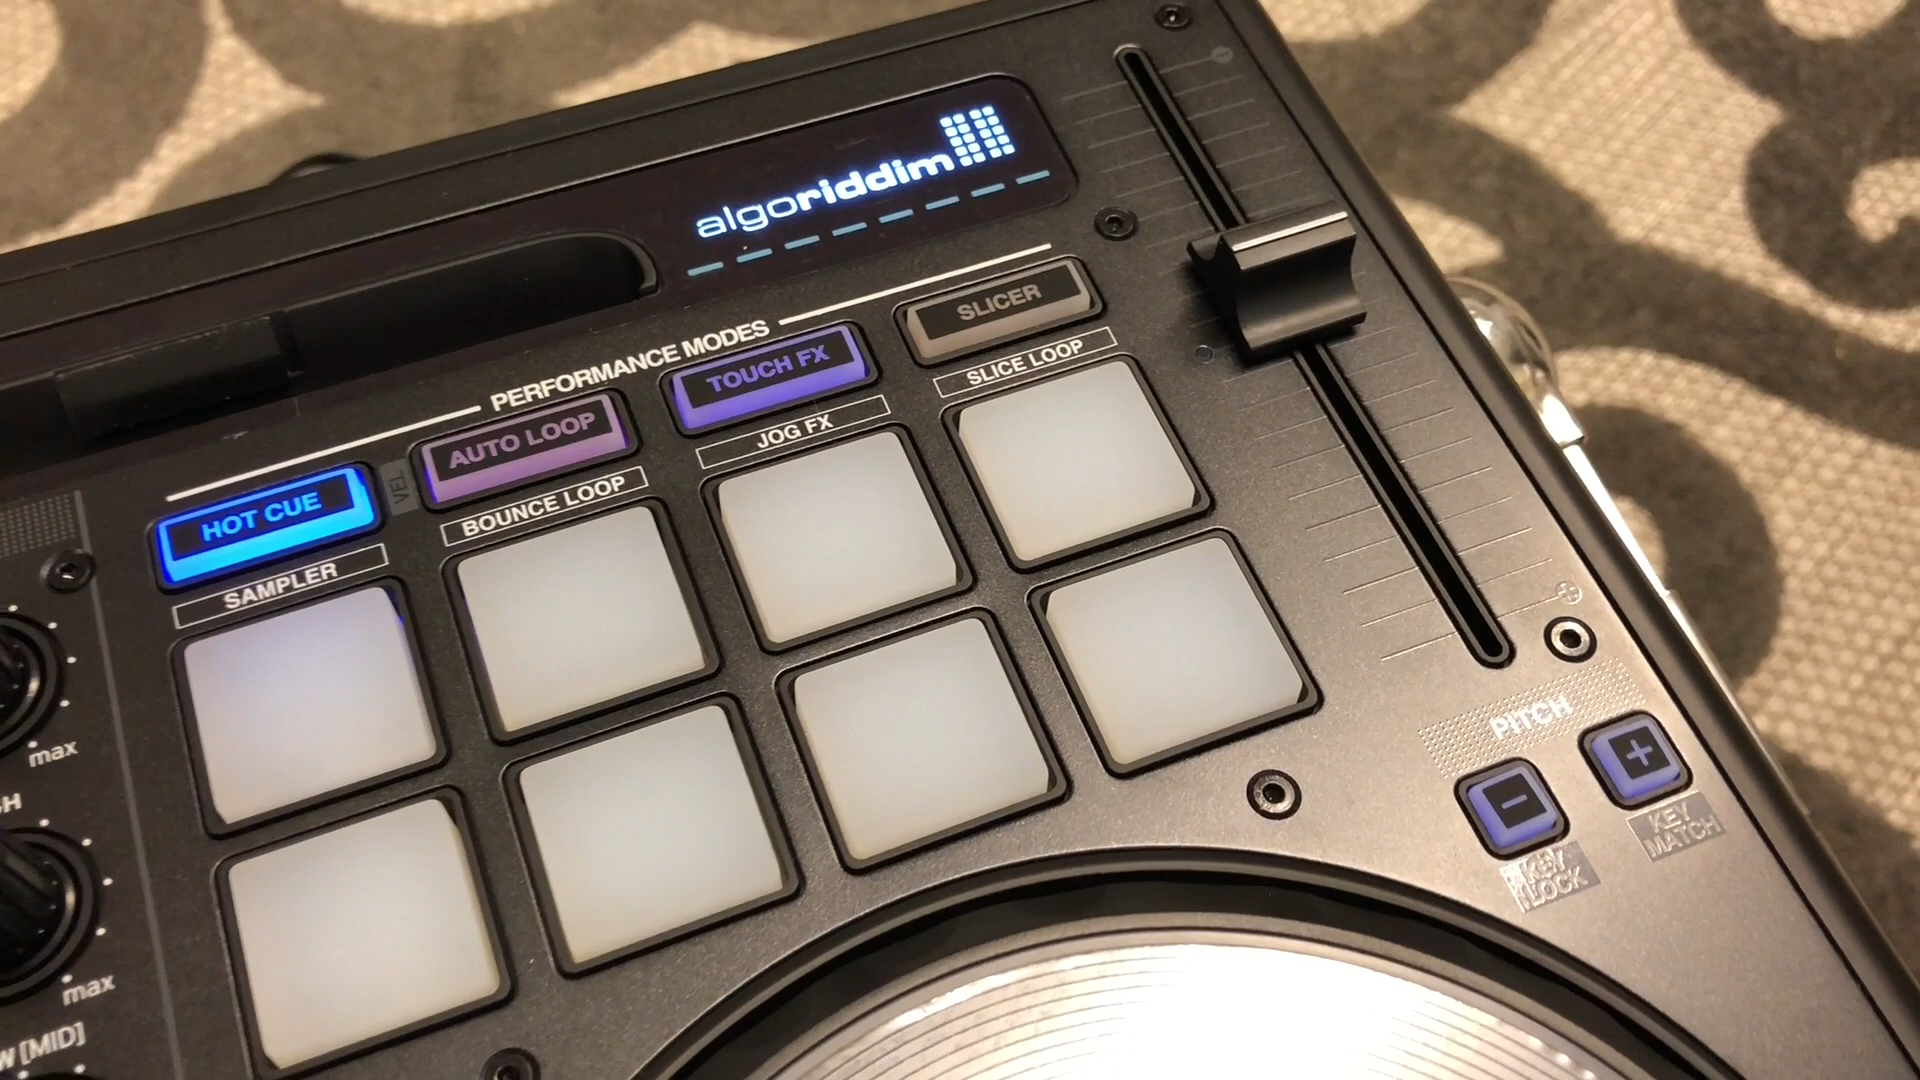 algoriddim
PERFORMANCE MODES
HOT CUE
VEL
AUTO LOOP
TOUCH FX
SLICER
SAMPLER
BOUNCE LOOP
JOG FX
SLICE LOOP
max
max
[MID]
PITCH
-
+
KEY
LOCK
KEY
MATCH